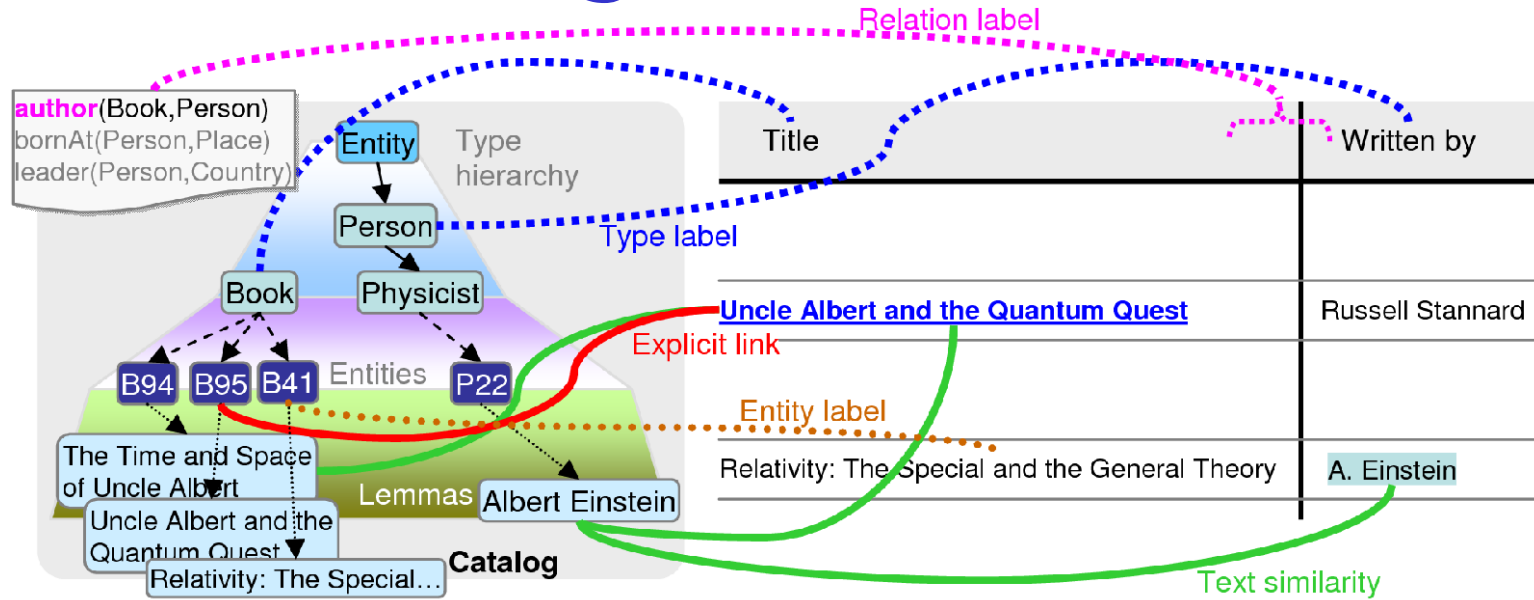 Relation label
author(Book,Person)
bornAt(Person,Place)
leader(Person,Country)
Entity
Type
hierarchy
Title
Written by
Person
Type label
Book
Physicist
Uncle Albert and the Quantum Quest
Russell Stannard
Explicit link
B94
B95
B41
Entities
P22
Entity label
The Time and Space
of Uncle Albert
Relativity: The Special and the General Theory
A. Einstein
Lemmas
Albert Einstein
Uncle Albert and the
Quantum Quest
Catalog
Relativity: The Special…
Text similarity